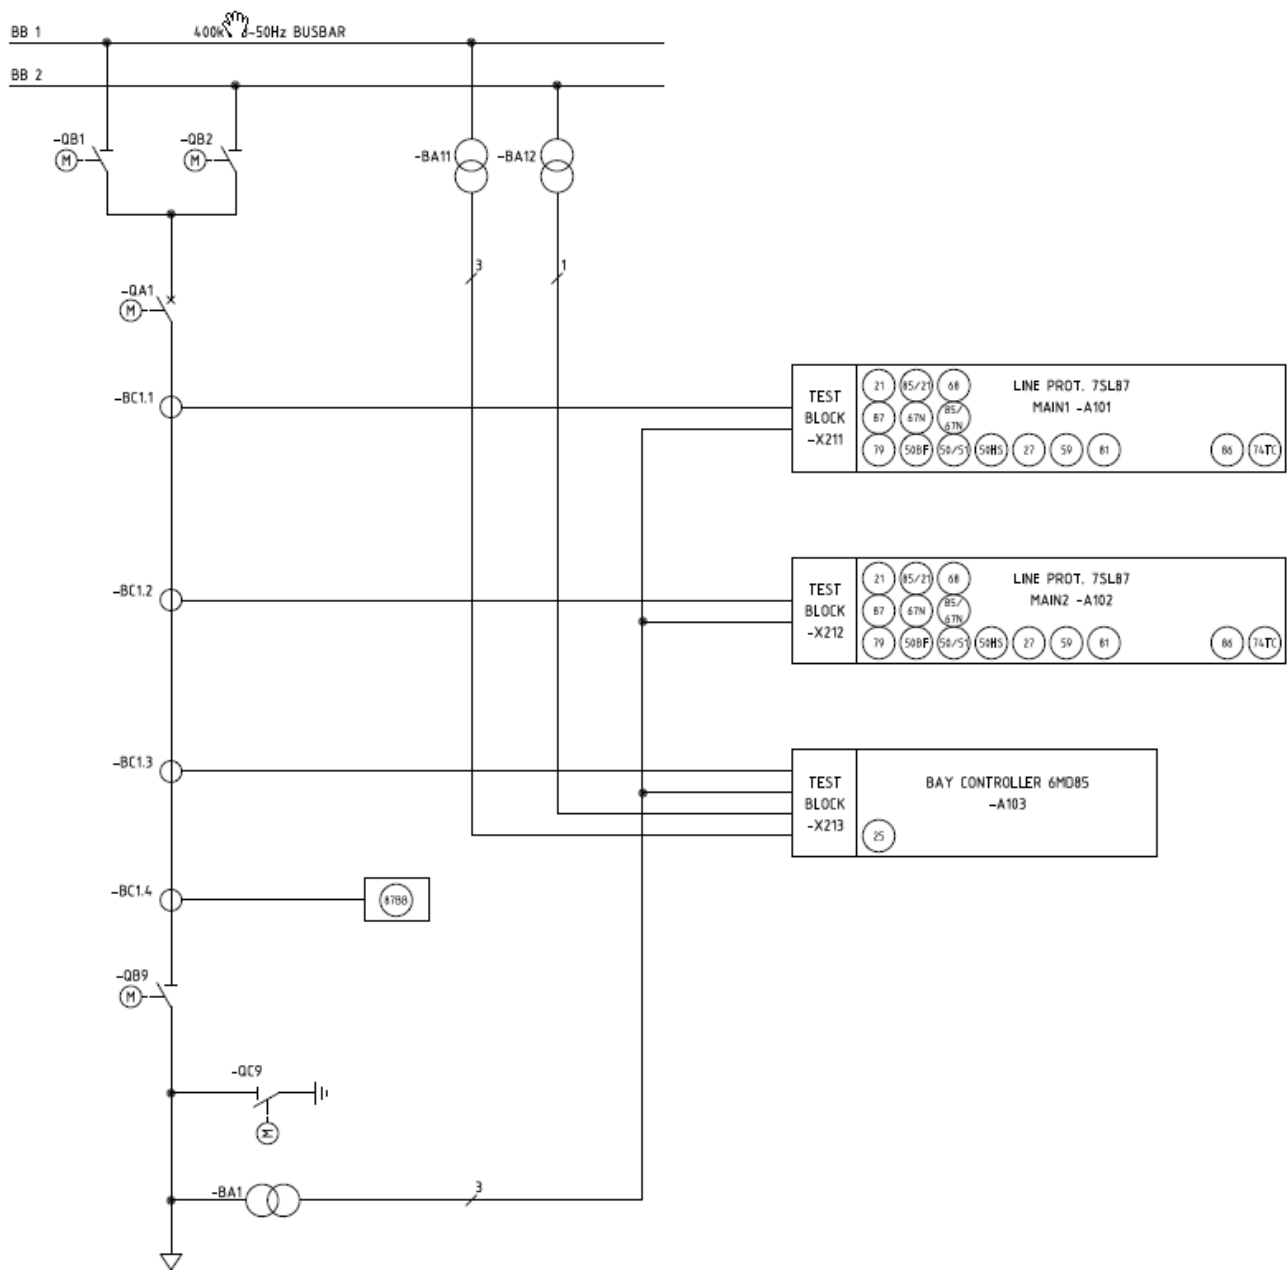 BB 1
400k -50Hz BUSBAR
BB 2
-QB1
M
-QB2
M
-BA11
-BA12
3
1
-QA1
M
-BC1.1
TEST
BLOCK
-X211
21 85/21 68
87 67N 85/67N
79 50BF 50/51 50HS 27 59 81 86 74TC
LINE PROT. 7SL87
MAIN1 -A101
-BC1.2
TEST
BLOCK
-X212
21 85/21 68
87 67N 85/67N
79 50BF 50/51 50HS 27 59 81 86 74TC
LINE PROT. 7SL87
MAIN2 -A102
-BC1.3
TEST
BLOCK
-X213
BAY CONTROLLER 6MD85
-A103
25
-BC1.4
87BB
-QB9
M
-QC9
M
-BA1
3